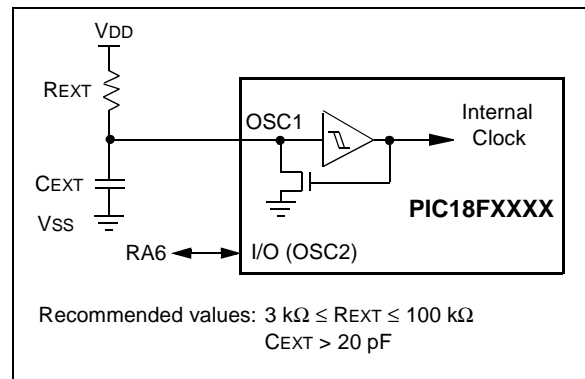 VDD
REXT
OSC1
Internal
Clock
CEXT
VSS
PIC18FXXXX
RA6
I/O (OSC2)
Recommended values: 3 kΩ ≤ REXT ≤ 100 kΩ
CEXT > 20 pF